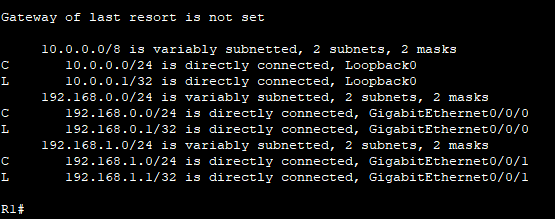 Gateway of last resort is not set
10.0.0.0/8 is variably subnetted, 2 subnets, 2 masks
C 10.0.0.0/24 is directly connected, Loopback0
L 10.0.0.1/32 is directly connected, Loopback0
192.168.0.0/24 is variably subnetted, 2 subnets, 2 masks
C 192.168.0.0/24 is directly connected, GigabitEthernet0/0/0
L 192.168.0.1/32 is directly connected, GigabitEthernet0/0/0
192.168.1.0/24 is variably subnetted, 2 subnets, 2 masks
C 192.168.1.0/24 is directly connected, GigabitEthernet0/0/1
L 192.168.1.1/32 is directly connected, GigabitEthernet0/0/1
R1#